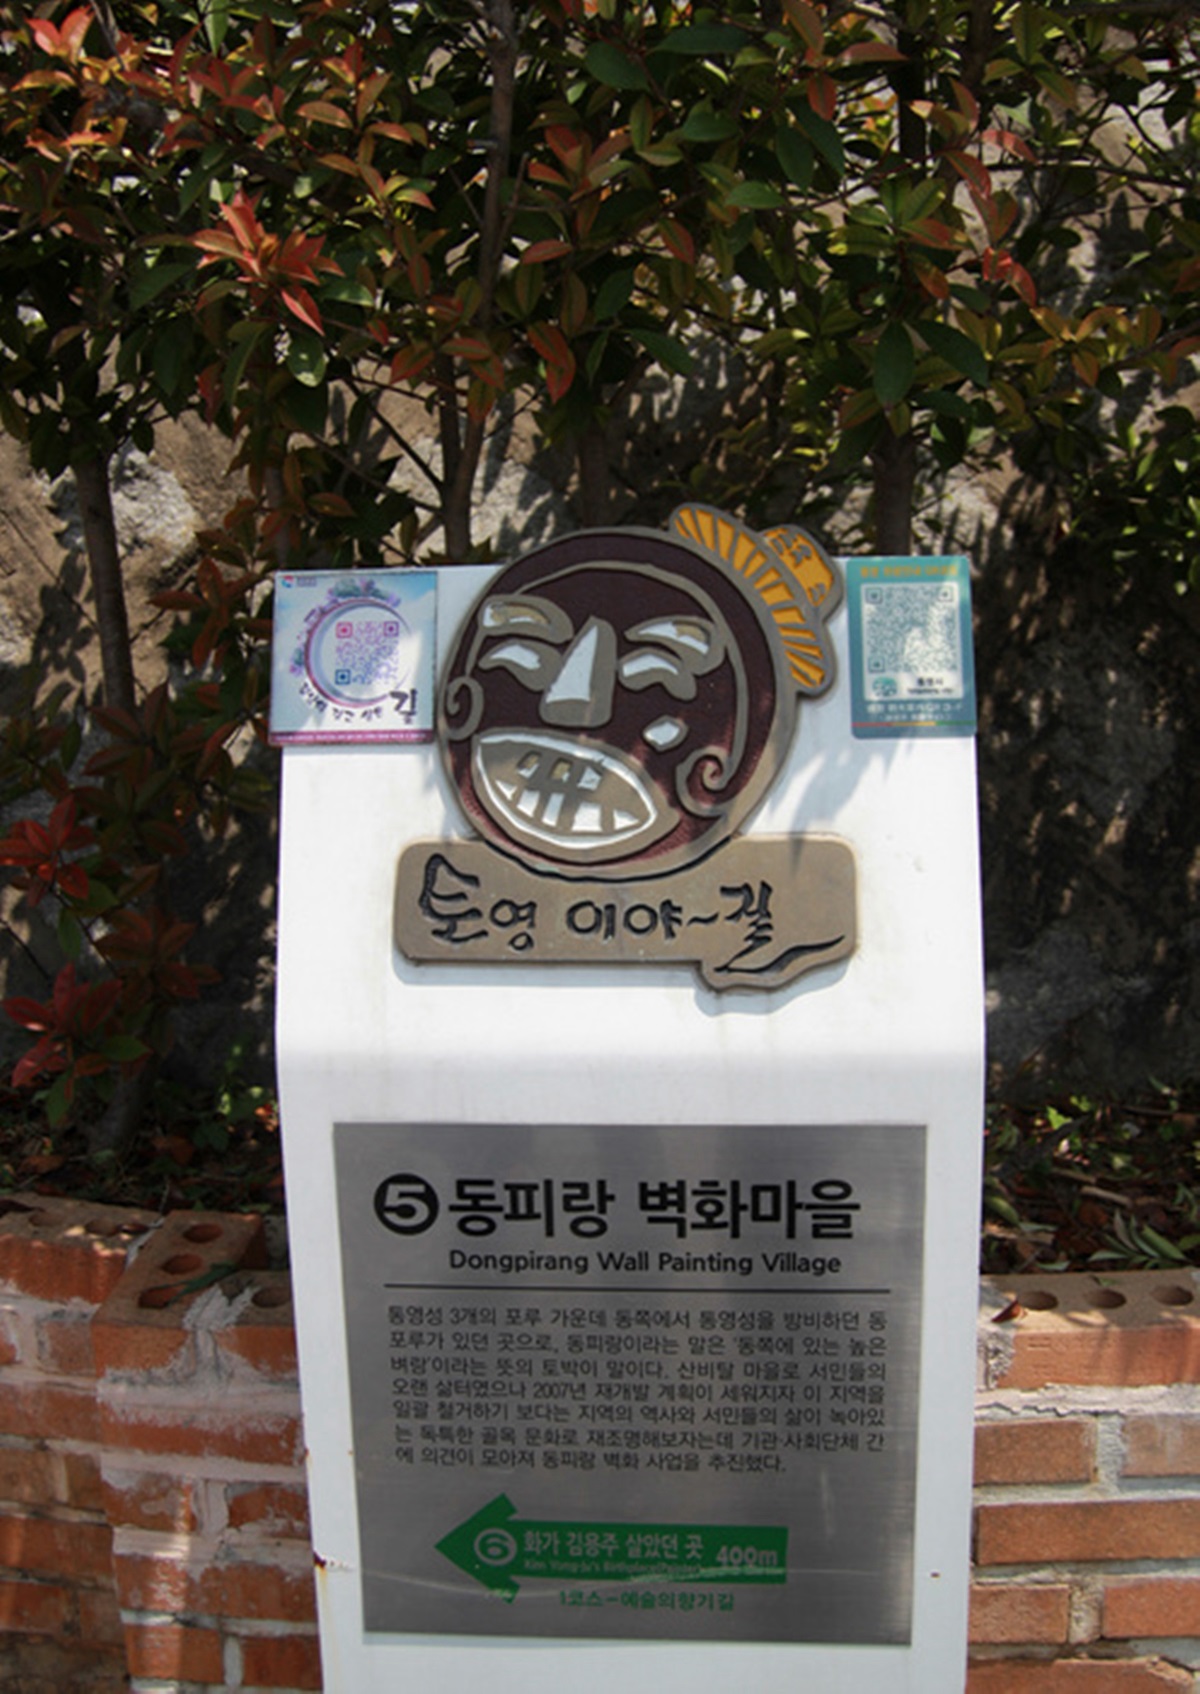 길
통영 이야~길
5 동피랑 벽화마을
Dongpirang Wall Painting Village
통영성 3개의 포루 가운데 동쪽에서 통영성을 방비하던 동
포루가 있던 곳으로, 동피랑이라는 말은 '동쪽에 있는 높은
벼랑'이라는 뜻의 토박이 말이다. 산비탈 마을로 서민들의
오랜 삶터였으나 2007년 재개발 계획이 세워지자 이 지역을
일괄 철거하기 보다는 지역의 역사와 서민들의 삶이 녹아있
는 독특한 골목 문화로 재조명해보자는데 기관·사회단체 간
에 의견이 모아져 동피랑 벽화 사업을 추진했다.
6 화가 김용주 살았던 곳 400m
Kim Yong-Ju's
1코스-예술의향기길